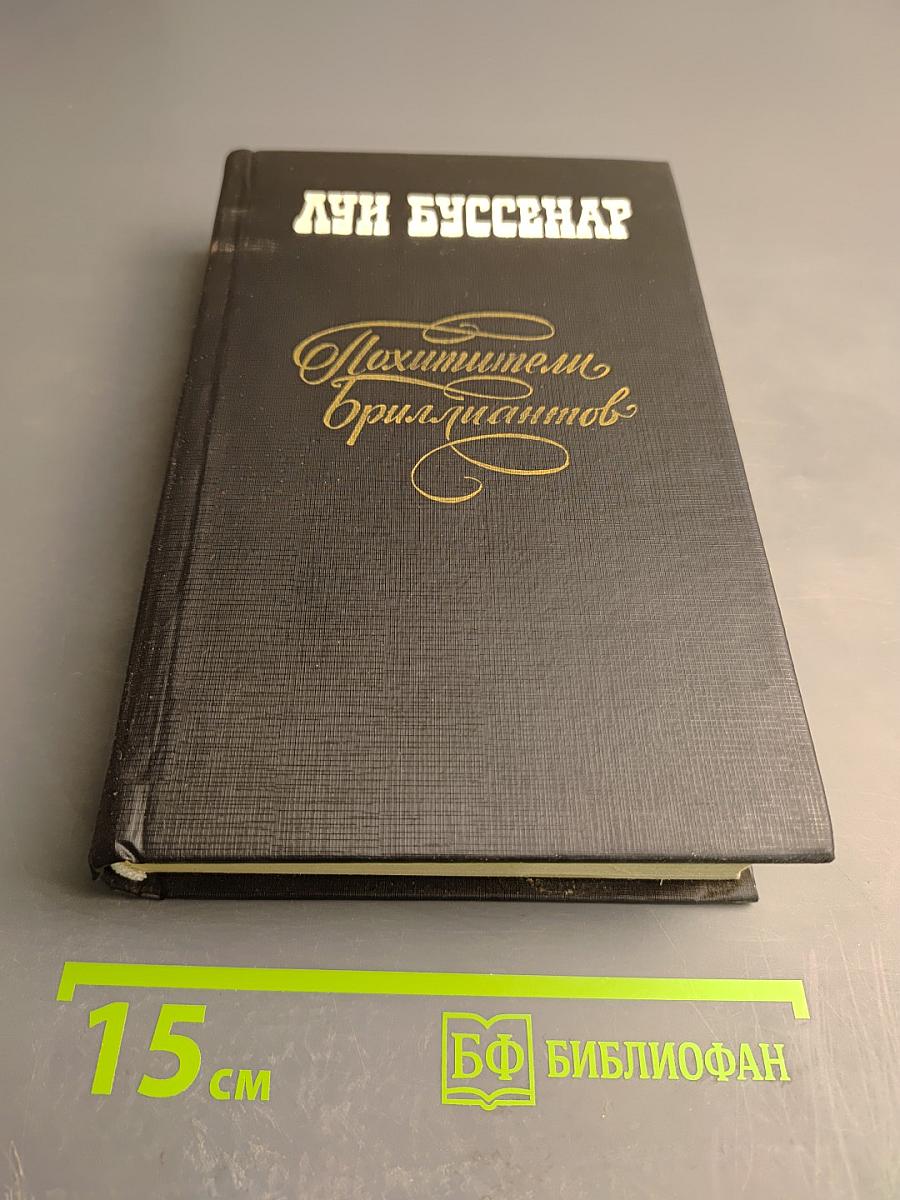 ЛУИ БУССЕНАР
Похитители
Бриллиантов
15 см
БФ БИБЛИОФАН